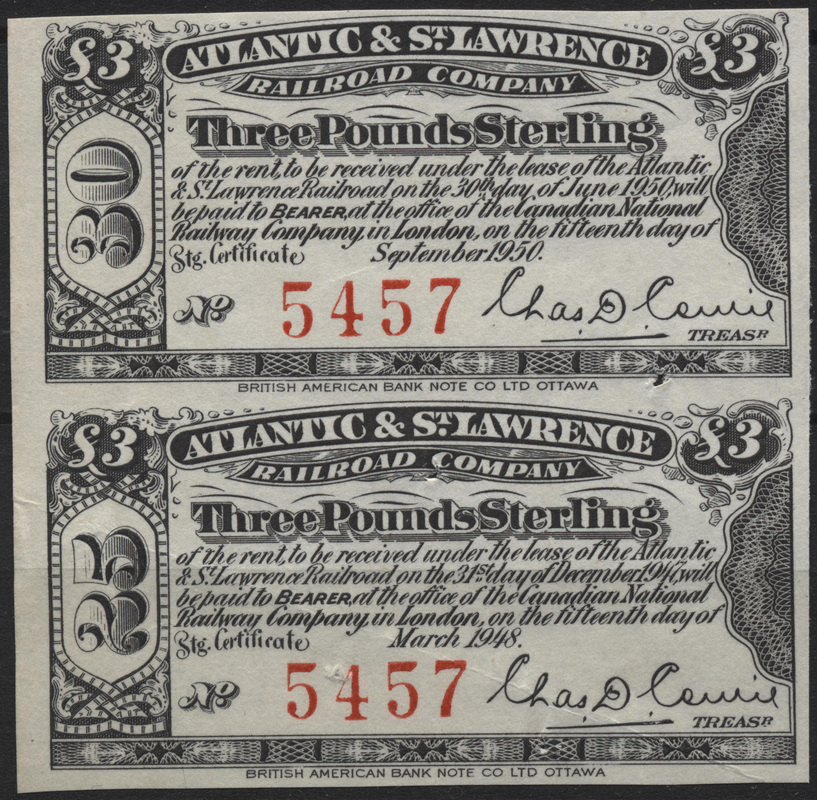 £3 ATLANTIC & ST. LAWRENCE £3
RAILROAD COMPANY
Three Pounds Sterling
30
of the rent, to be received under the lease of the Atlantic
& St. Lawrence Railroad on the 30th day of June 1950, will
be paid to BEARER, at the office of the Canadian National
Railway Company, in London, on the fifteenth day of
Stg. Certificate September 1950.
No 5457 Chas D Cowie
TREASR
BRITISH AMERICAN BANK NOTE CO LTD OTTAWA
£3 ATLANTIC & ST. LAWRENCE £3
RAILROAD COMPANY
Three Pounds Sterling
25
of the rent, to be received under the lease of the Atlantic
& St. Lawrence Railroad on the 31st day of December 1947, will
be paid to BEARER, at the office of the Canadian National
Railway Company, in London, on the fifteenth day of
Stg. Certificate March 1948.
No 5457 Chas D Cowie
TREASR
BRITISH AMERICAN BANK NOTE CO LTD OTTAWA